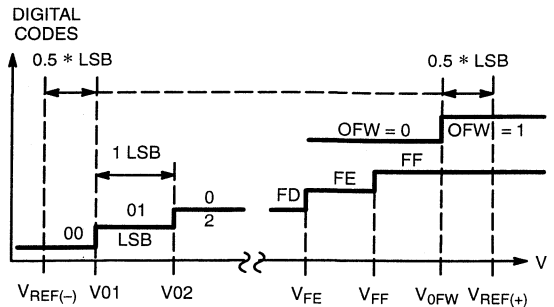 DIGITAL
CODES
0.5 * LSB
0.5 * LSB
1 LSB
OFW = 0
OFW = 1
FF
FE
FD
0
2
01
LSB
00
V
VREF(–)
V01
V02
VFE
VFF
V0FW
VREF(+)